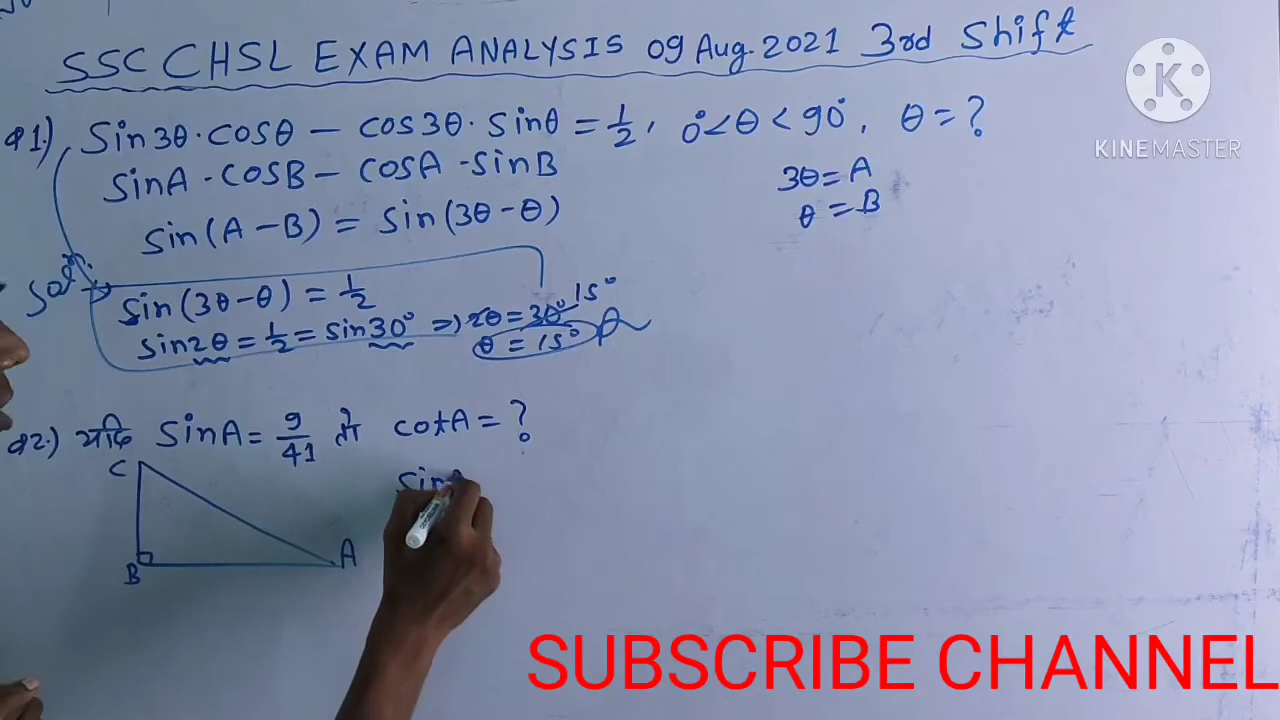 SSC CHSL EXAM ANALYSIS 09 Aug. 2021 3rd Shift
K
KINEMASTER
Q1.) Sin3θ·cosθ – cos3θ·sinθ = 1/2, 0°<θ<90°, θ=?
sinA·cosB – cosA·sinB
3θ=A
θ=B
sin(A–B) = sin(3θ-θ)
Soln.
sin(3θ-θ) = 1/2
sin2θ = 1/2 = sin30° => 2θ=30° 15°
θ = 15° A
Q2.) यदि sinA = 9/41 तो cotA = ?
C
sin
A
B
SUBSCRIBE CHANNEL